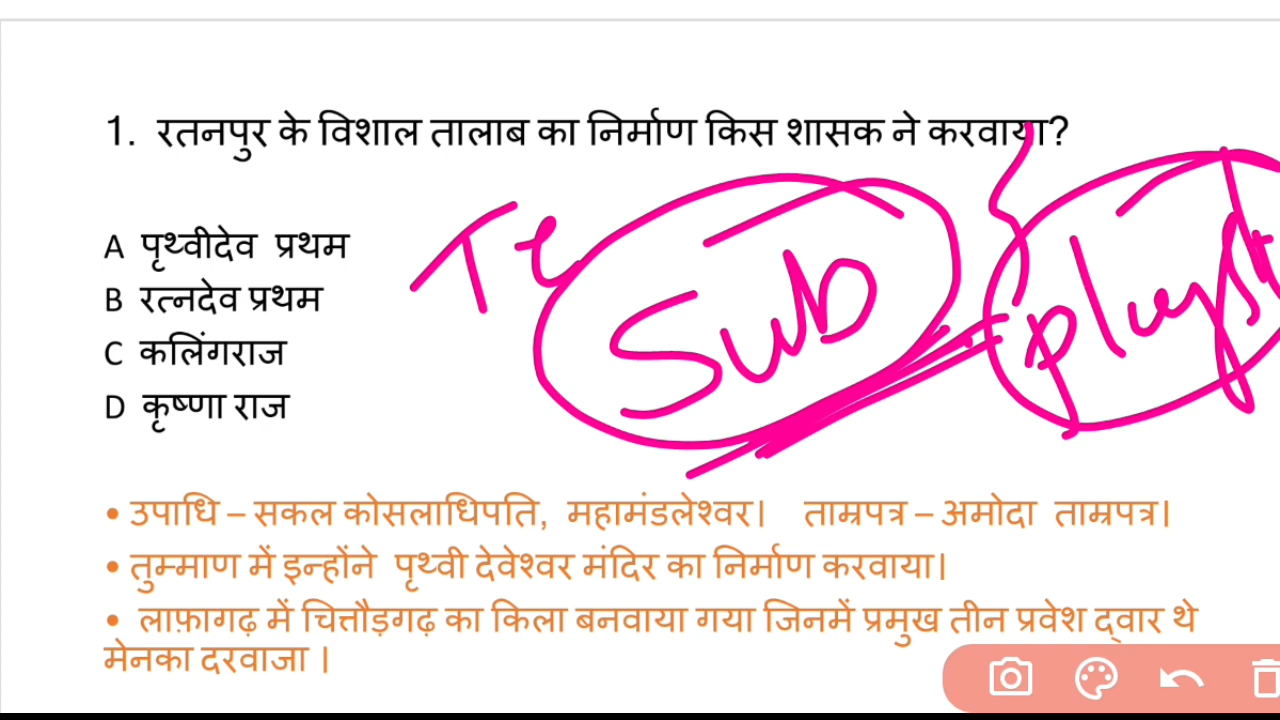 1. रतनपुर के विशाल तालाब का निर्माण किस शासक ने करवाया?
A पृथ्वीदेव प्रथम
B रत्नदेव प्रथम
C कलिंगराज
D कृष्णा राज
Te Sub
• उपाधि – सकल कोसलाधिपति, महामंडलेश्वर। ताम्रपत्र – अमोदा ताम्रपत्र।
• तुम्माण में इन्होंने पृथ्वी देवेश्वर मंदिर का निर्माण करवाया।
• लाफ़ागढ़ में चित्तौड़गढ़ का किला बनवाया गया जिनमें प्रमुख तीन प्रवेश द्वार थे
मेनका दरवाजा ।